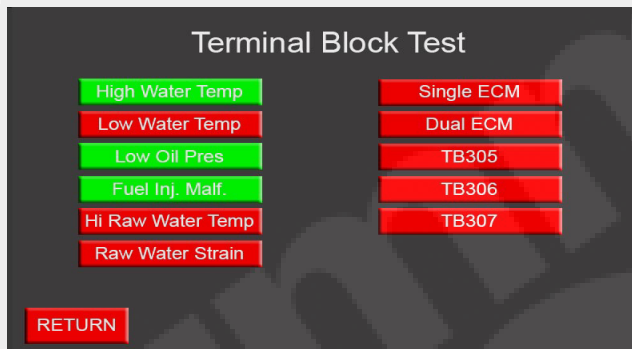 Terminal Block Test
High Water Temp
Low Water Temp
Low Oil Pres
Fuel Inj. Malf.
Hi Raw Water Temp
Raw Water Strain
Single ECM
Dual ECM
TB305
TB306
TB307
RETURN